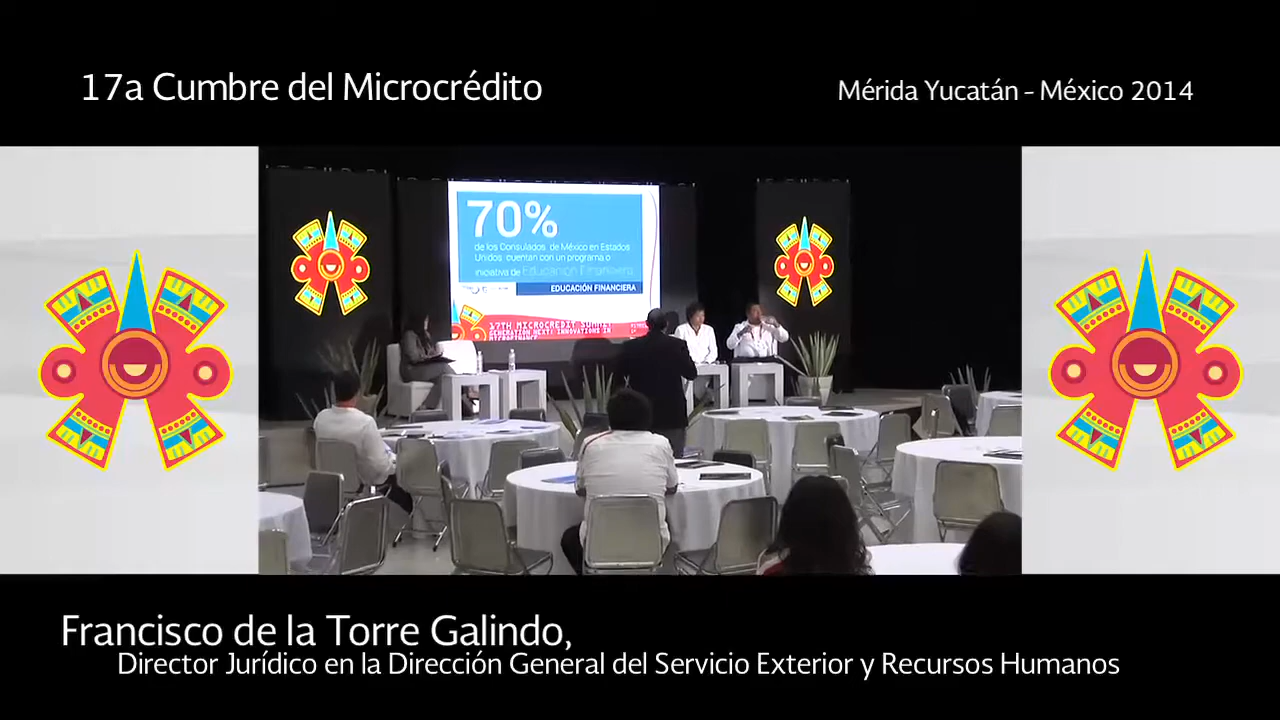 17a Cumbre del Microcrédito
Mérida Yucatán - México 2014
70%
de los Consulados de México en Estados
Unidos cuentan con un programa o
iniciativa de Educación Financiera
EDUCACIÓN FINANCIERA
17TH MICROCREDIT SUMMIT
GENERATION NEXT: INNOVATIONS IN
MICROFINANCE
Francisco de la Torre Galindo,
Director Jurídico en la Dirección General del Servicio Exterior y Recursos Humanos